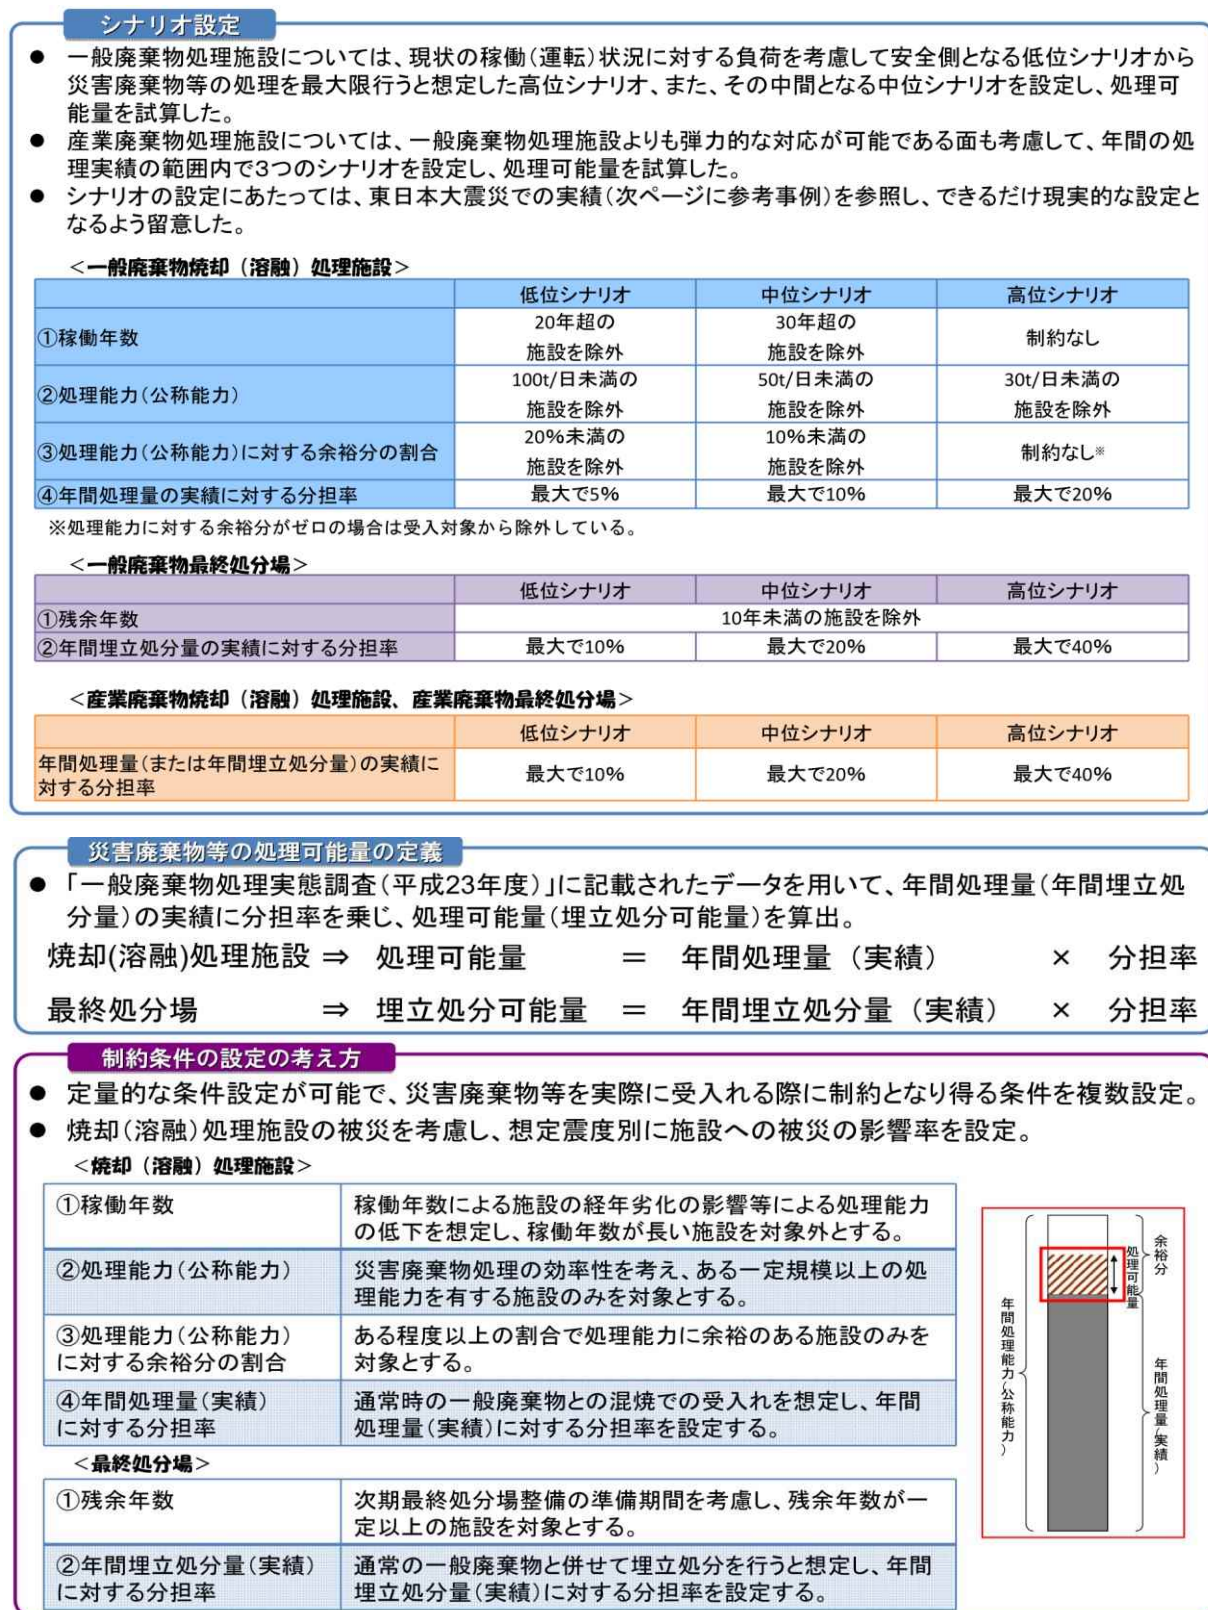 シナリオ設定
● 一般廃棄物処理施設については、現状の稼働（運転）状況に対する負荷を考慮して安全側となる低位シナリオから
災害廃棄物等の処理を最大限行うと想定した高位シナリオ、また、その中間となる中位シナリオを設定し、処理可
能量を試算した。
● 産業廃棄物処理施設については、一般廃棄物処理施設よりも弾力的な対応が可能である面も考慮して、年間の処
理実績の範囲内で3つのシナリオを設定し、処理可能量を試算した。
● シナリオの設定にあたっては、東日本大震災での実績（次ページに参考事例）を参照し、できるだけ現実的な設定と
なるよう留意した。
＜一般廃棄物焼却（溶融）処理施設＞
低位シナリオ 中位シナリオ 高位シナリオ
①稼働年数 20年超の施設を除外 30年超の施設を除外 制約なし
②処理能力（公称能力） 100t/日未満の施設を除外 50t/日未満の施設を除外 30t/日未満の施設を除外
③処理能力（公称能力）に対する余裕分の割合 20%未満の施設を除外 10%未満の施設を除外 制約なし※
④年間処理量の実績に対する分担率 最大で5% 最大で10% 最大で20%
※処理能力に対する余裕分がゼロの場合は受入対象から除外している。
＜一般廃棄物最終処分場＞
低位シナリオ 中位シナリオ 高位シナリオ
①残余年数 10年未満の施設を除外
②年間埋立処分量の実績に対する分担率 最大で10% 最大で20% 最大で40%
＜産業廃棄物焼却（溶融）処理施設、産業廃棄物最終処分場＞
低位シナリオ 中位シナリオ 高位シナリオ
年間処理量（または年間埋立処分量）の実績に
対する分担率 最大で10% 最大で20% 最大で40%
災害廃棄物等の処理可能量の定義
● 「一般廃棄物処理実態調査（平成23年度）」に記載されたデータを用いて、年間処理量（年間埋立処
分量）の実績に分担率を乗じ、処理可能量（埋立処分可能量）を算出。
焼却(溶融)処理施設 ⇒ 処理可能量 ＝ 年間処理量（実績） × 分担率
最終処分場 ⇒ 埋立処分可能量 ＝ 年間埋立処分量（実績） × 分担率
制約条件の設定の考え方
● 定量的な条件設定が可能で、災害廃棄物等を実際に受入れる際に制約となり得る条件を複数設定。
● 焼却（溶融）処理施設の被災を考慮し、想定震度別に施設への被災の影響率を設定。
＜焼却（溶融）処理施設＞
①稼働年数 稼働年数による施設の経年劣化の影響等による処理能力
の低下を想定し、稼働年数が長い施設を対象外とする。
②処理能力（公称能力） 災害廃棄物処理の効率性を考え、ある一定規模以上の処
理能力を有する施設のみを対象とする。
③処理能力（公称能力） ある程度以上の割合で処理能力に余裕のある施設のみを
に対する余裕分の割合 対象とする。
④年間処理量（実績） 通常時の一般廃棄物との混焼での受入れを想定し、年間
に対する分担率 処理量（実績）に対する分担率を設定する。
＜最終処分場＞
①残余年数 次期最終処分場整備の準備期間を考慮し、残余年数が一
定以上の施設を対象とする。
②年間埋立処分量（実績） 通常の一般廃棄物と併せて埋立処分を行うと想定し、年間
に対する分担率 埋立処分量（実績）に対する分担率を設定する。
年間処理能力（公称能力）
処理可能量
余裕分
年間処理量（実績）